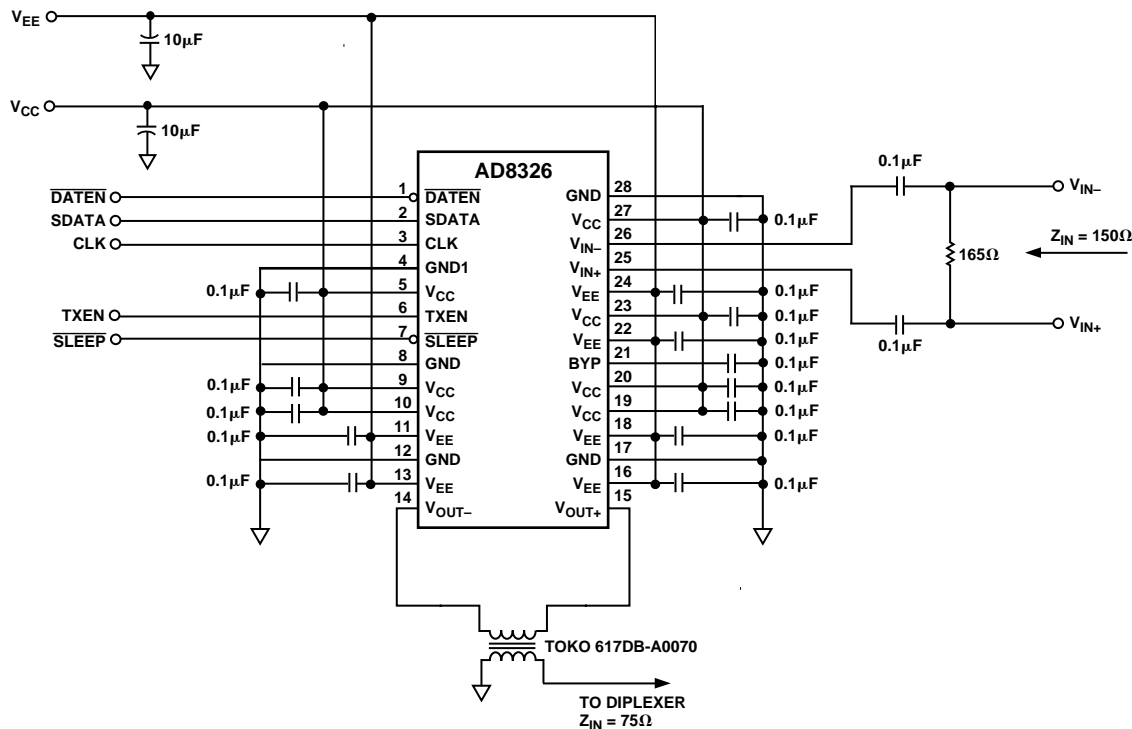 VEE
10μF
VCC
10μF
AD8326
DATEN
SDATA
CLK
TXEN
SLEEP
0.1μF
0.1μF
0.1μF
0.1μF
0.1μF
1 DATEN
2 SDATA
3 CLK
4 GND1
5 VCC
6 TXEN
7 SLEEP
8 GND
9 VCC
10 VCC
11 VEE
12 GND
13 VEE
14 VOUT–
GND 28
VCC 27
VIN– 26
VIN+ 25
VEE 24
VCC 23
VEE 22
BYP 21
VCC 20
VCC 19
VEE 18
GND 17
VEE 16
VOUT+ 15
0.1μF
0.1μF
0.1μF
0.1μF
0.1μF
0.1μF
0.1μF
0.1μF
0.1μF
0.1μF
0.1μF
165Ω
VIN–
ZIN = 150Ω
VIN+
TOKO 617DB-A0070
TO DIPLEXER
ZIN = 75Ω